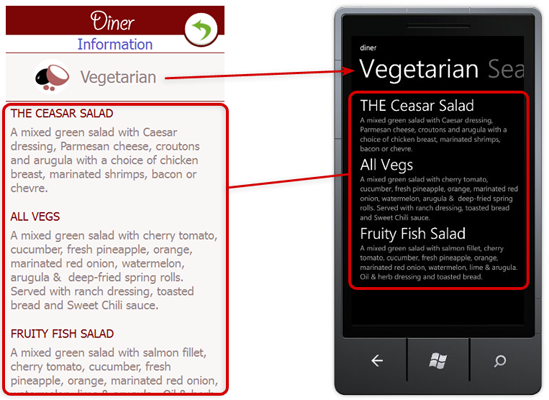 Diner
Information
Vegetarian
THE CEASAR SALAD
A mixed green salad with Caesar
dressing, Parmesan cheese, croutons
and arugula with a choice of chicken
breast, marinated shrimps, bacon or
chevre.
ALL VEGS
A mixed green salad with cherry tomato,
cucumber, fresh pineapple, orange,
marinated red onion, watermelon,
arugula & deep-fried spring rolls.
Served with ranch dressing, toasted
bread and Sweet Chili sauce.
FRUITY FISH SALAD
A mixed green salad with salmon fillet,
cherry tomato, cucumber, fresh
pineapple, orange, marinated red onion,
watermelon, lime & arugula. Oil & herb
diner
Vegetarian Sea
THE Ceasar Salad
A mixed green salad with Caesar dressing,
Parmesan cheese, croutons and arugula with a
choice of chicken breast, marinated shrimps,
bacon or chevre.
All Vegs
A mixed green salad with cherry tomato,
cucumber, fresh pineapple, orange, marinated red
onion, watermelon, arugula & deep-fried spring
rolls. Served with ranch dressing, toasted bread
and Sweet Chili sauce.
Fruity Fish Salad
A mixed green salad with salmon fillet, cherry
tomato, cucumber, fresh pineapple, orange,
marinated red onion, watermelon, lime & arugula.
Oil & herb dressing and toasted bread.